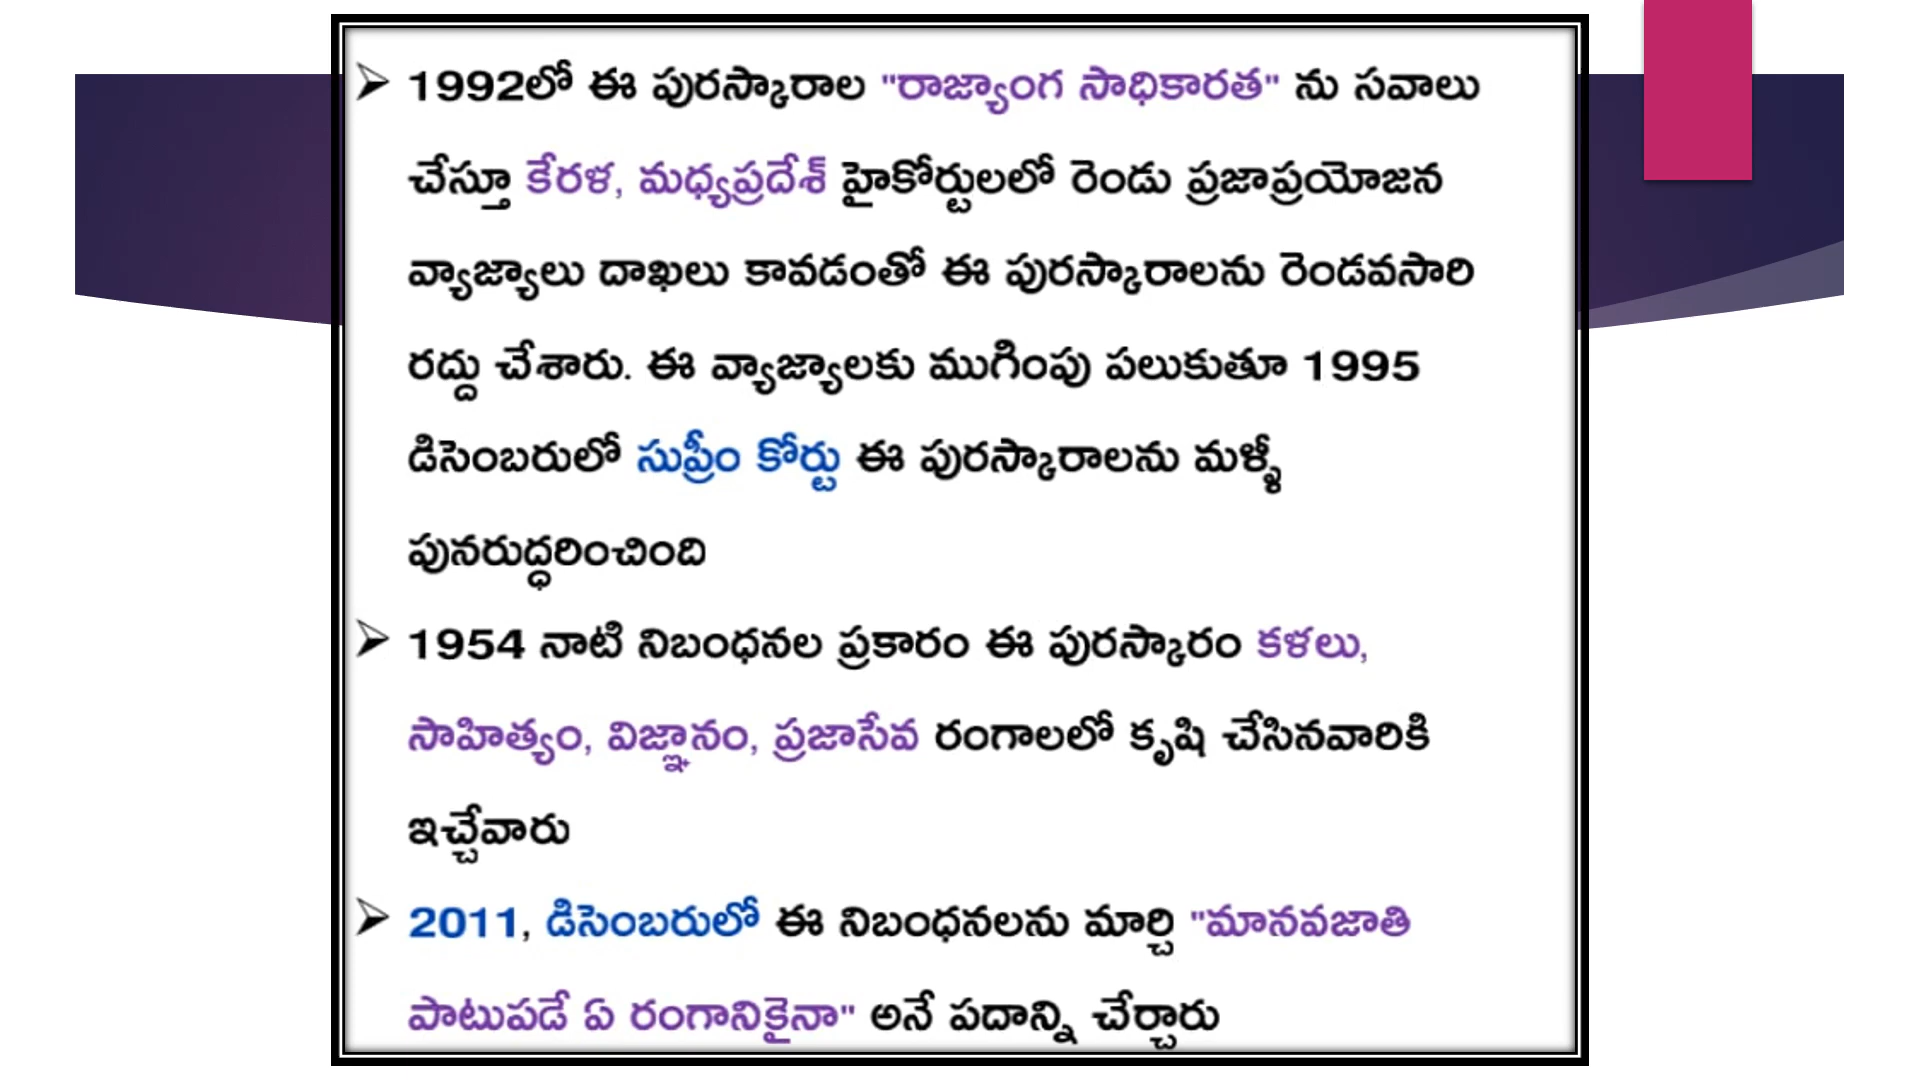 1992లో ఈ పురస్కారాల "రాజ్యాంగ సాధికారత" ను సవాలు
చేస్తూ కేరళ, మధ్యప్రదేశ్ హైకోర్టులలో రెండు ప్రజాప్రయోజన
వ్యాజ్యాలు దాఖలు కావడంతో ఈ పురస్కారాలను రెండవసారి
రద్దు చేశారు. ఈ వ్యాజ్యాలకు ముగింపు పలుకుతూ 1995
డిసెంబరులో సుప్రీం కోర్టు ఈ పురస్కారాలను మళ్ళీ
పునరుద్ధరించింది
1954 నాటి నిబంధనల ప్రకారం ఈ పురస్కారం కళలు,
సాహిత్యం, విజ్ఞానం, ప్రజాసేవ రంగాలలో కృషి చేసినవారికి
ఇచ్చేవారు
2011, డిసెంబరులో ఈ నిబంధనలను మార్చి "మానవజాతి
పాటుపడే ఏ రంగానికైనా" అనే పదాన్ని చేర్చారు